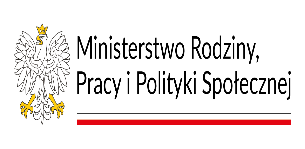 Ministerstwo Rodziny,
Pracy i Polityki Społecznej